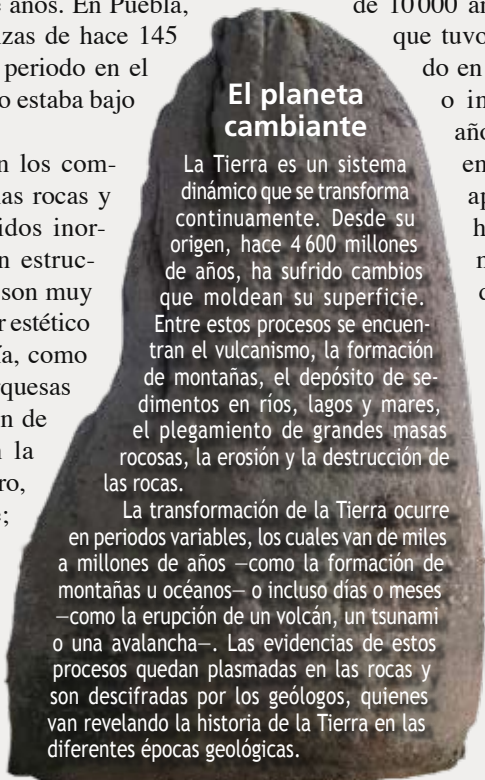 años. En Puebla,
zas de hace 145
periodo en el
o estaba bajo
n los com-
las rocas y
idos inor-
n estruc-
son muy
r estético
ía, como
rquesas
n de
la
ro,
de 10 000
que tuvo
do en
o
El planeta
cambiante
La Tierra es un sistema
dinámico que se transforma
continuamente. Desde su
origen, hace 4 600 millones
de años, ha sufrido cambios
que moldean su superficie.
Entre estos procesos se encuen-
tran el vulcanismo, la formación
de montañas, el depósito de se-
dimentos en ríos, lagos y mares,
el plegamiento de grandes masas
rocosas, la erosión y la destrucción de
las rocas.
La transformación de la Tierra ocurre
en periodos variables, los cuales van de miles
a millones de años —como la formación de
montañas u océanos— o incluso días o meses
—como la erupción de un volcán, un tsunami
o una avalancha—. Las evidencias de estos
procesos quedan plasmadas en las rocas y
son descifradas por los geólogos, quienes
van revelando la historia de la Tierra en las
diferentes épocas geológicas.